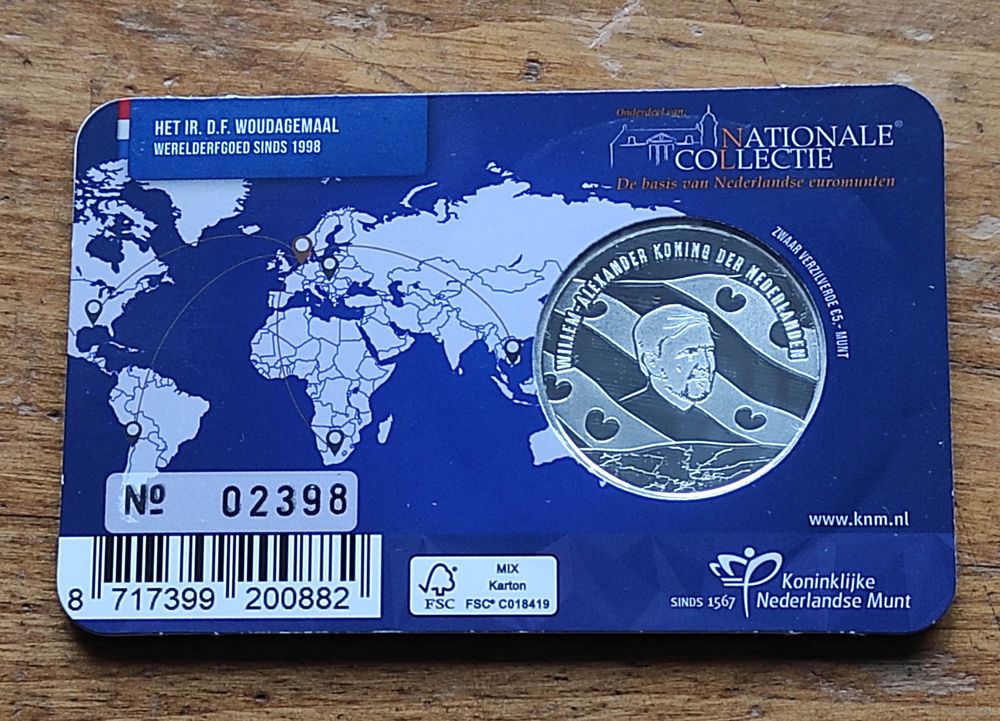 HET IR. D.F. WOUDAGEMAAL
WERELDERFGOED SINDS 1998
Onderdeel van:
NATIONALE®
COLLECTIE
De basis van Nederlandse euromunten
ZWAAR VERZILVERDE €5,- MUNT
WILLEM-ALEXANDER KONING DER NEDERLANDEN
Nº 02398
www.knm.nl
8 717399 200882
FSC
MIX
Karton
FSC® C018419
SINDS 1567
Koninklijke
Nederlandse Munt